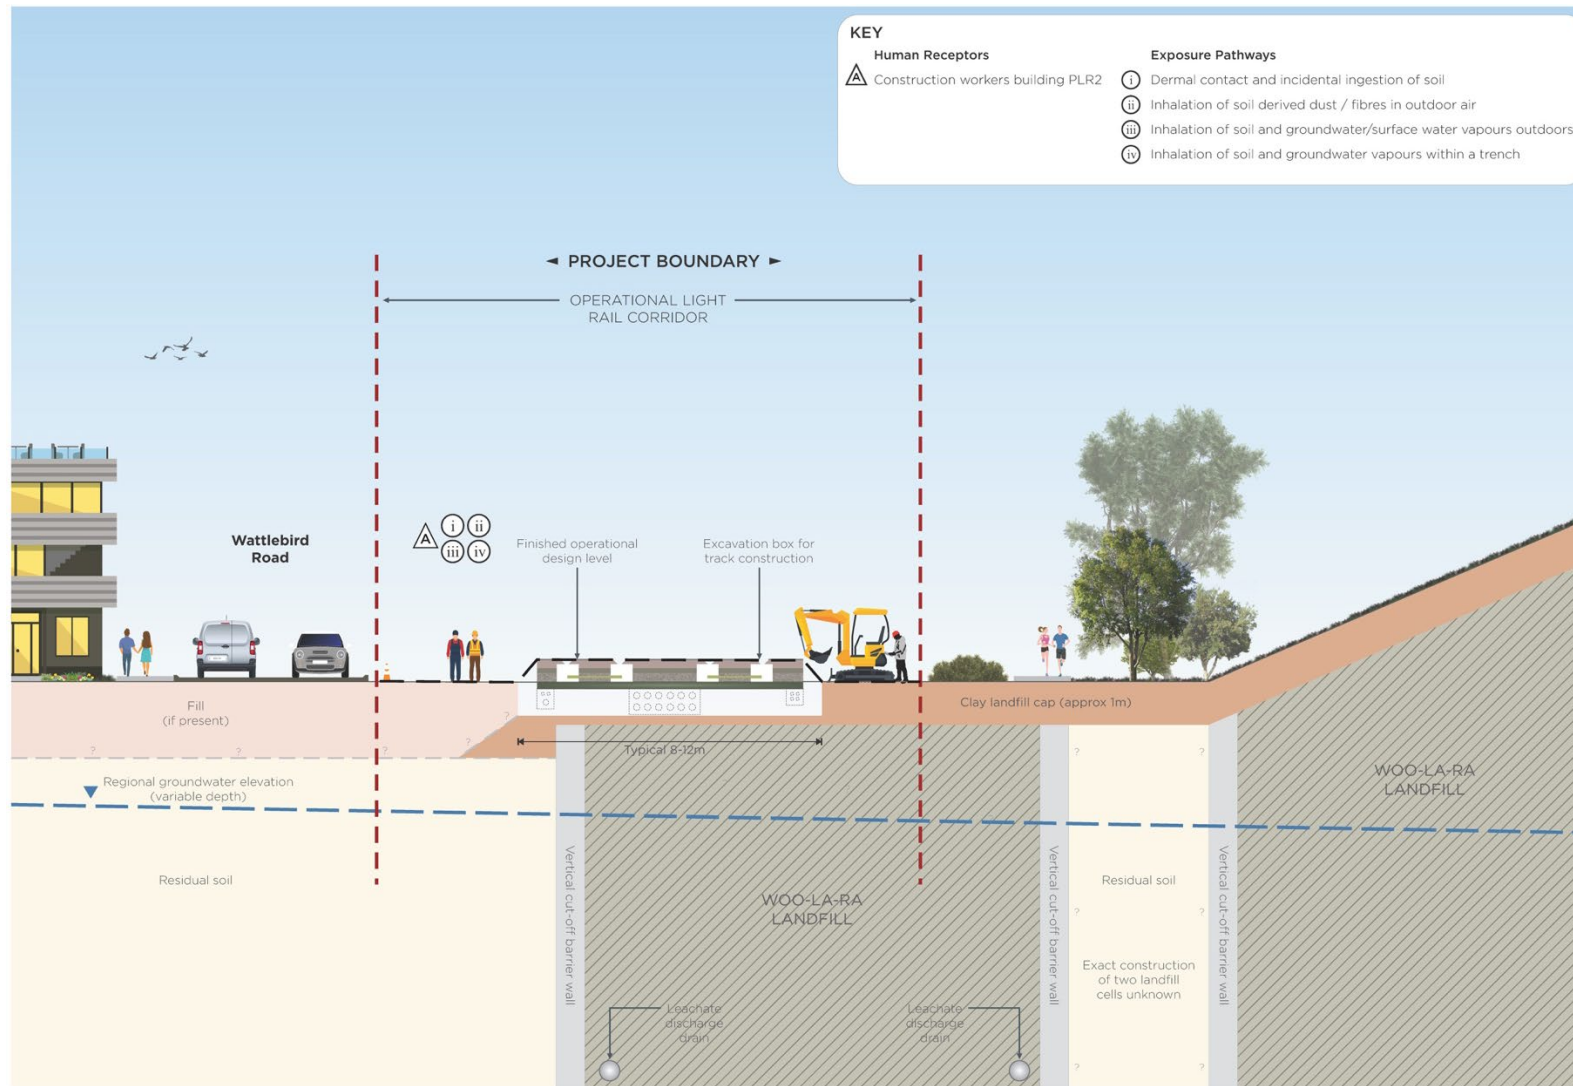 KEY
Human Receptors
A Construction workers building PLR2
Exposure Pathways
i Dermal contact and incidental ingestion of soil
ii Inhalation of soil derived dust / fibres in outdoor air
iii Inhalation of soil and groundwater/surface water vapours outdoors
iv Inhalation of soil and groundwater vapours within a trench
PROJECT BOUNDARY
OPERATIONAL LIGHT
RAIL CORRIDOR
Wattlebird
Road
A i ii
iii iv
Finished operational
design level
Excavation box for
track construction
Fill
(if present)
Clay landfill cap (approx 1m)
?
?
?
?
?
Typical 8-12m
?
?
Regional groundwater elevation
(variable depth)
WOO-LA-RA
LANDFILL
Residual soil
Vertical cut-off barrier wall
WOO-LA-RA
LANDFILL
Vertical cut-off barrier wall
Residual soil
?
?
Exact construction
of two landfill
cells unknown
Vertical cut-off barrier wall
Leachate
discharge
drain
Leachate
discharge
drain
?
?